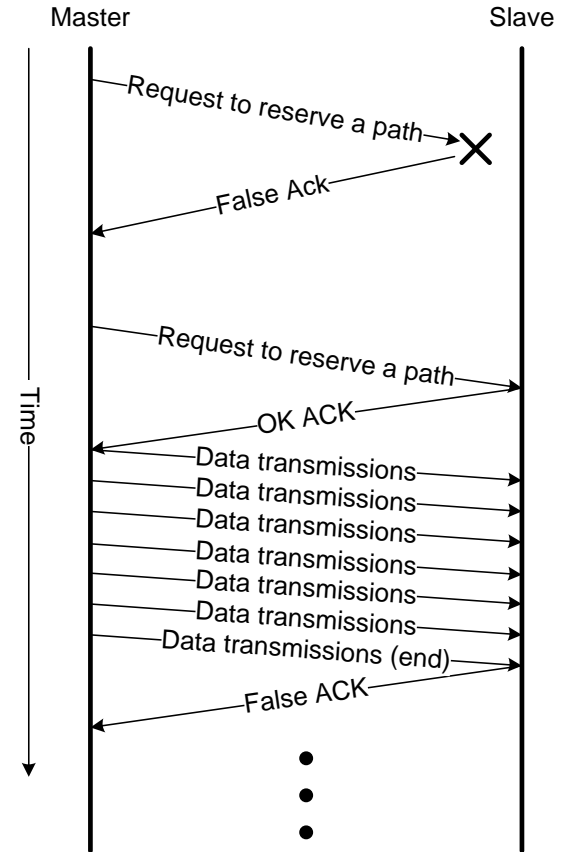 Master
Slave
Request to reserve a path
False Ack
Request to reserve a path
Time
OK ACK
Data transmissions
Data transmissions
Data transmissions
Data transmissions
Data transmissions
Data transmissions
Data transmissions (end)
False ACK